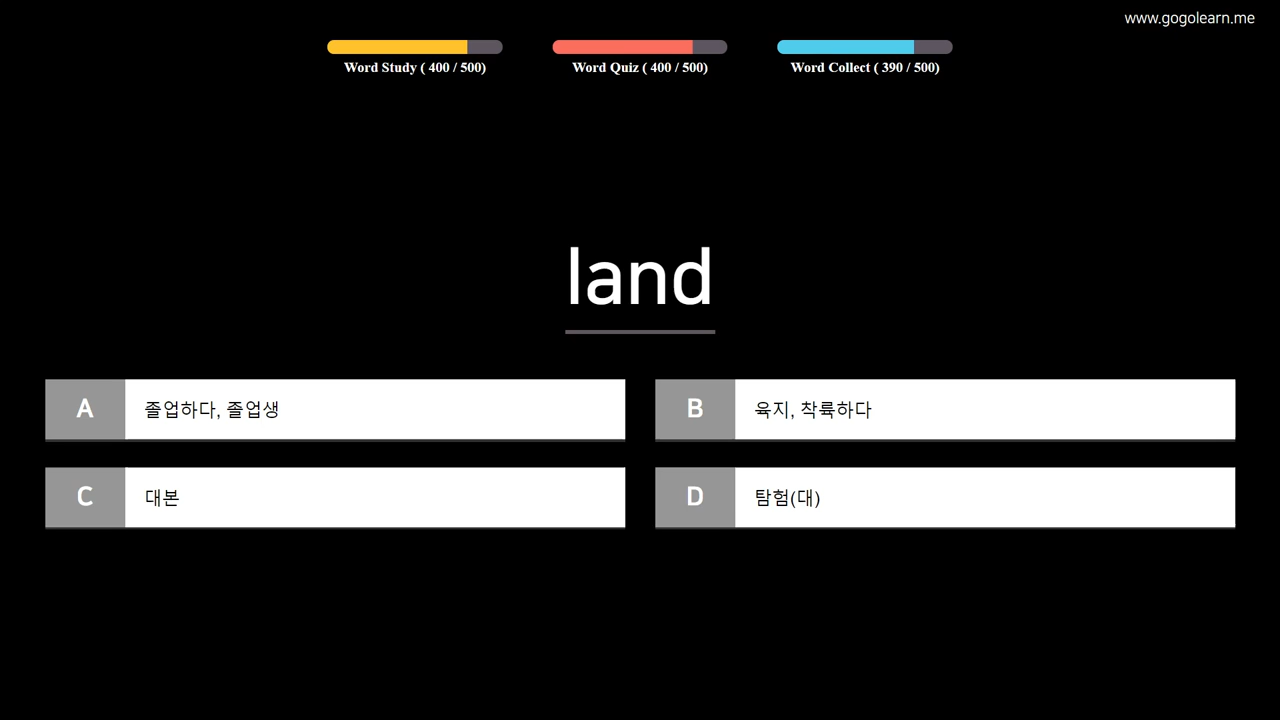 www.gogolearn.me
Word Study ( 400 / 500)
Word Quiz ( 400 / 500)
Word Collect ( 390 / 500)
land
A 졸업하다, 졸업생
B 육지, 착륙하다
C 대본
D 탐험(대)